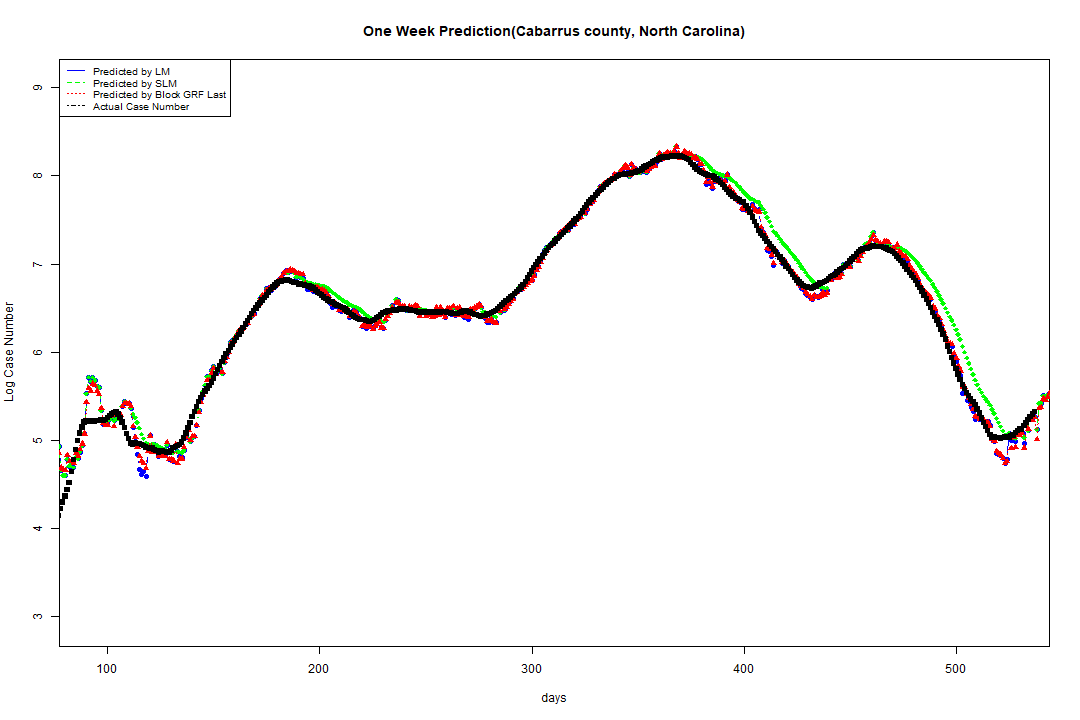 One Week Prediction(Cabarrus county, North Carolina)
Predicted by LM
Predicted by SLM
Predicted by Block GRF Last
Actual Case Number
9
8
7
6
5
4
3
Log Case Number
100 200 300 400 500
days